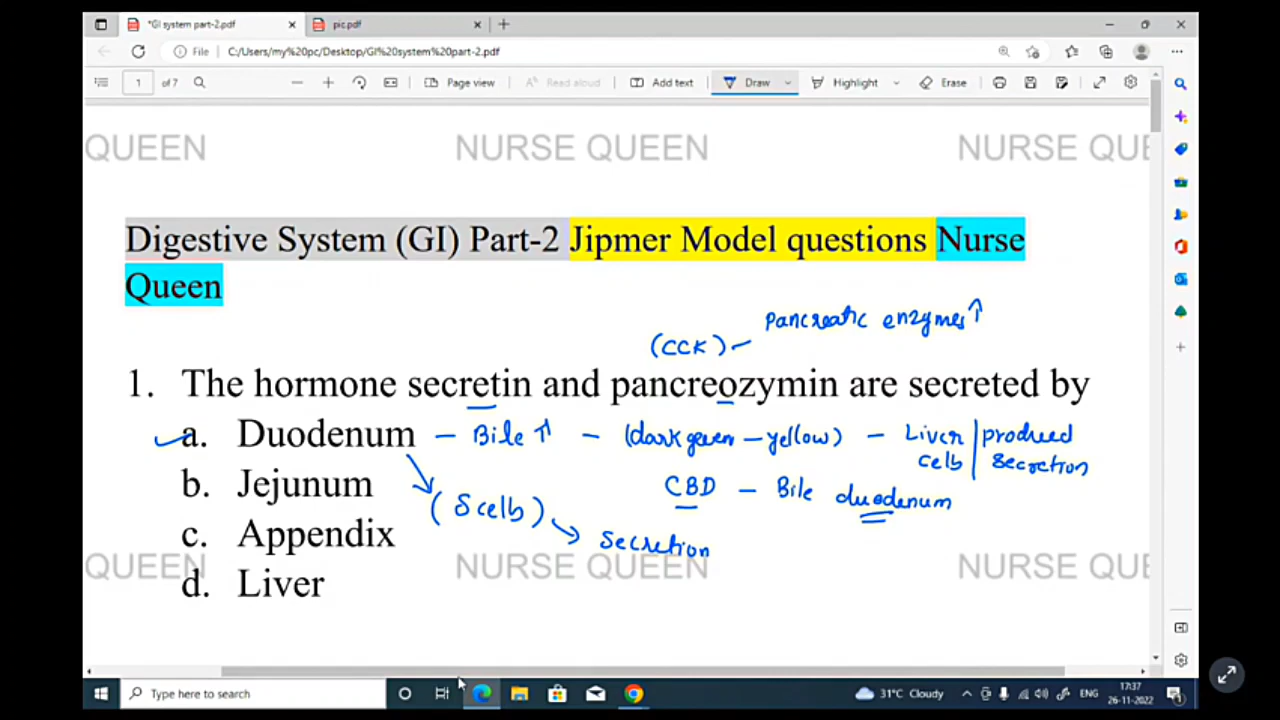 *GI system part-2.pdf
pic.pdf
File C:/Users/my%20pc/Desktop/GI%20system%20part-2.pdf
1 of 7 Page view Read aloud Add text Draw Highlight Erase
QUEEN NURSE QUEEN NURSE QUE
Digestive System (GI) Part-2 Jipmer Model questions Nurse
Queen
pancreatic enzymes ↑
(CCK) –
1. The hormone secretin and pancreozymin are secreted by
a. Duodenum – Bile ↑ – (dark green – yellow) – Liver | produced
cells | secretion
b. Jejunum CBD – Bile duodenum
(S cells)
c. Appendix secretion
QUEEN NURSE QUEEN NURSE QUE
d. Liver
Type here to search 31°C Cloudy ENG 17:37
26-11-2022